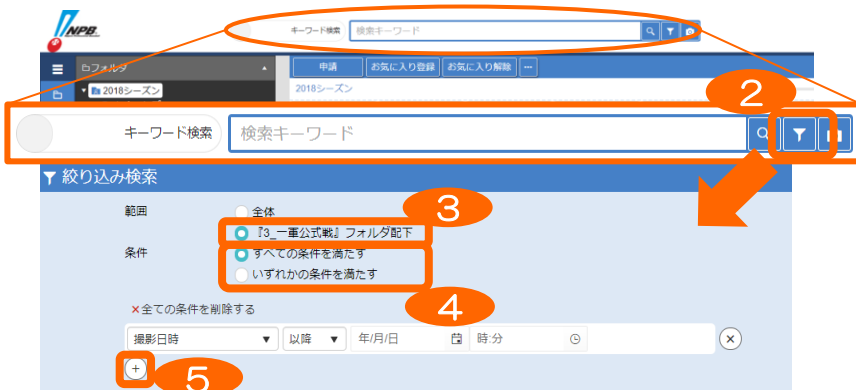 NPB
キーワード検索 検索キーワード
フォルダ 申請 お気に入り登録 お気に入り解除 …
2018シーズン 2018シーズン
2
キーワード検索 検索キーワード
絞り込み検索
範囲 全体 3
『3_一軍公式戦』フォルダ配下
条件 すべての条件を満たす
いずれかの条件を満たす
4
×全ての条件を削除する
撮影日時 ▼ 以降 ▼ 年/月/日 時:分 ×
+
5